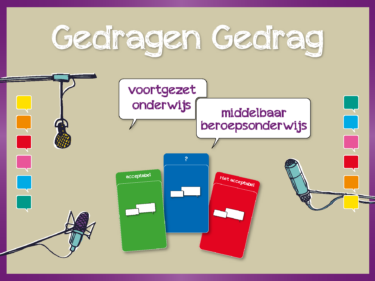 Gedragen Gedrag
voortgezet
onderwijs
middelbaar
beroepsonderwijs
acceptabel
?
niet acceptabel